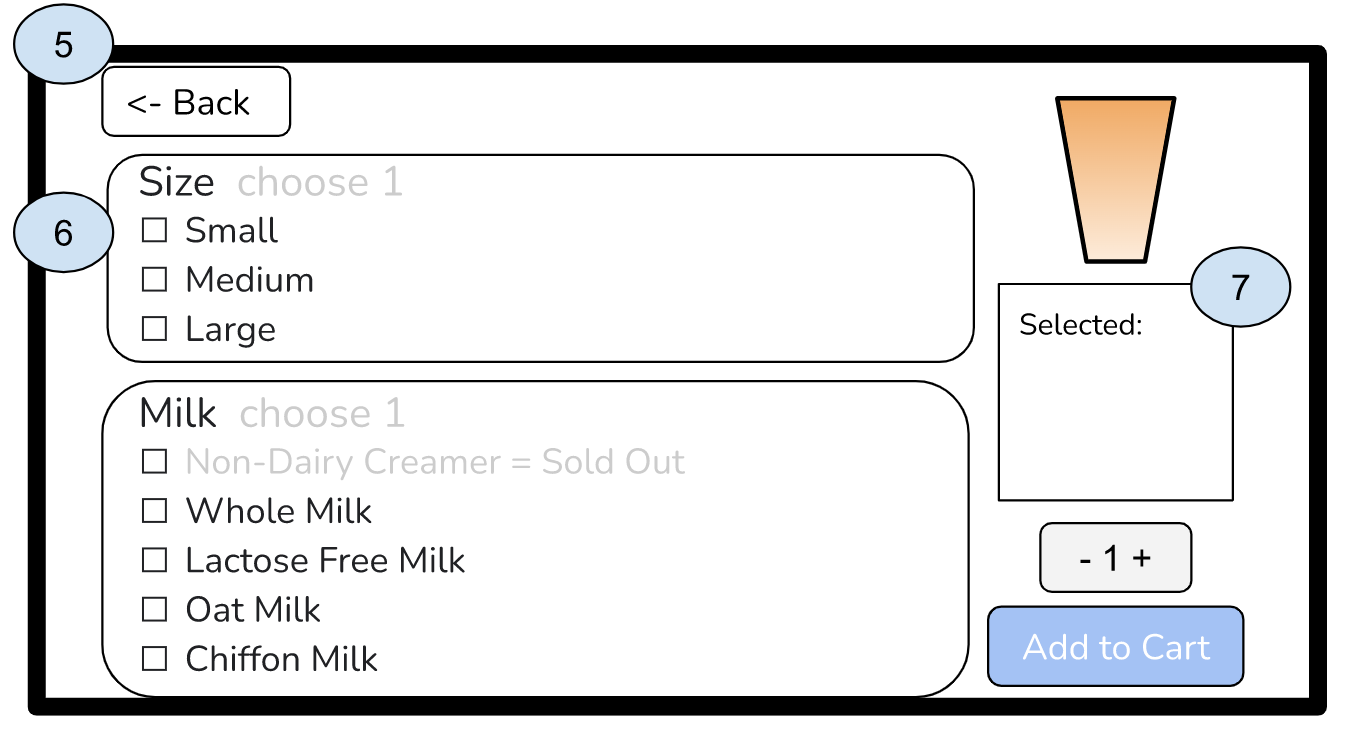 5
<- Back
6
Size choose 1
☐ Small
☐ Medium
☐ Large
Milk choose 1
☐ Non-Dairy Creamer = Sold Out
☐ Whole Milk
☐ Lactose Free Milk
☐ Oat Milk
☐ Chiffon Milk
7
Selected:
- 1 +
Add to Cart